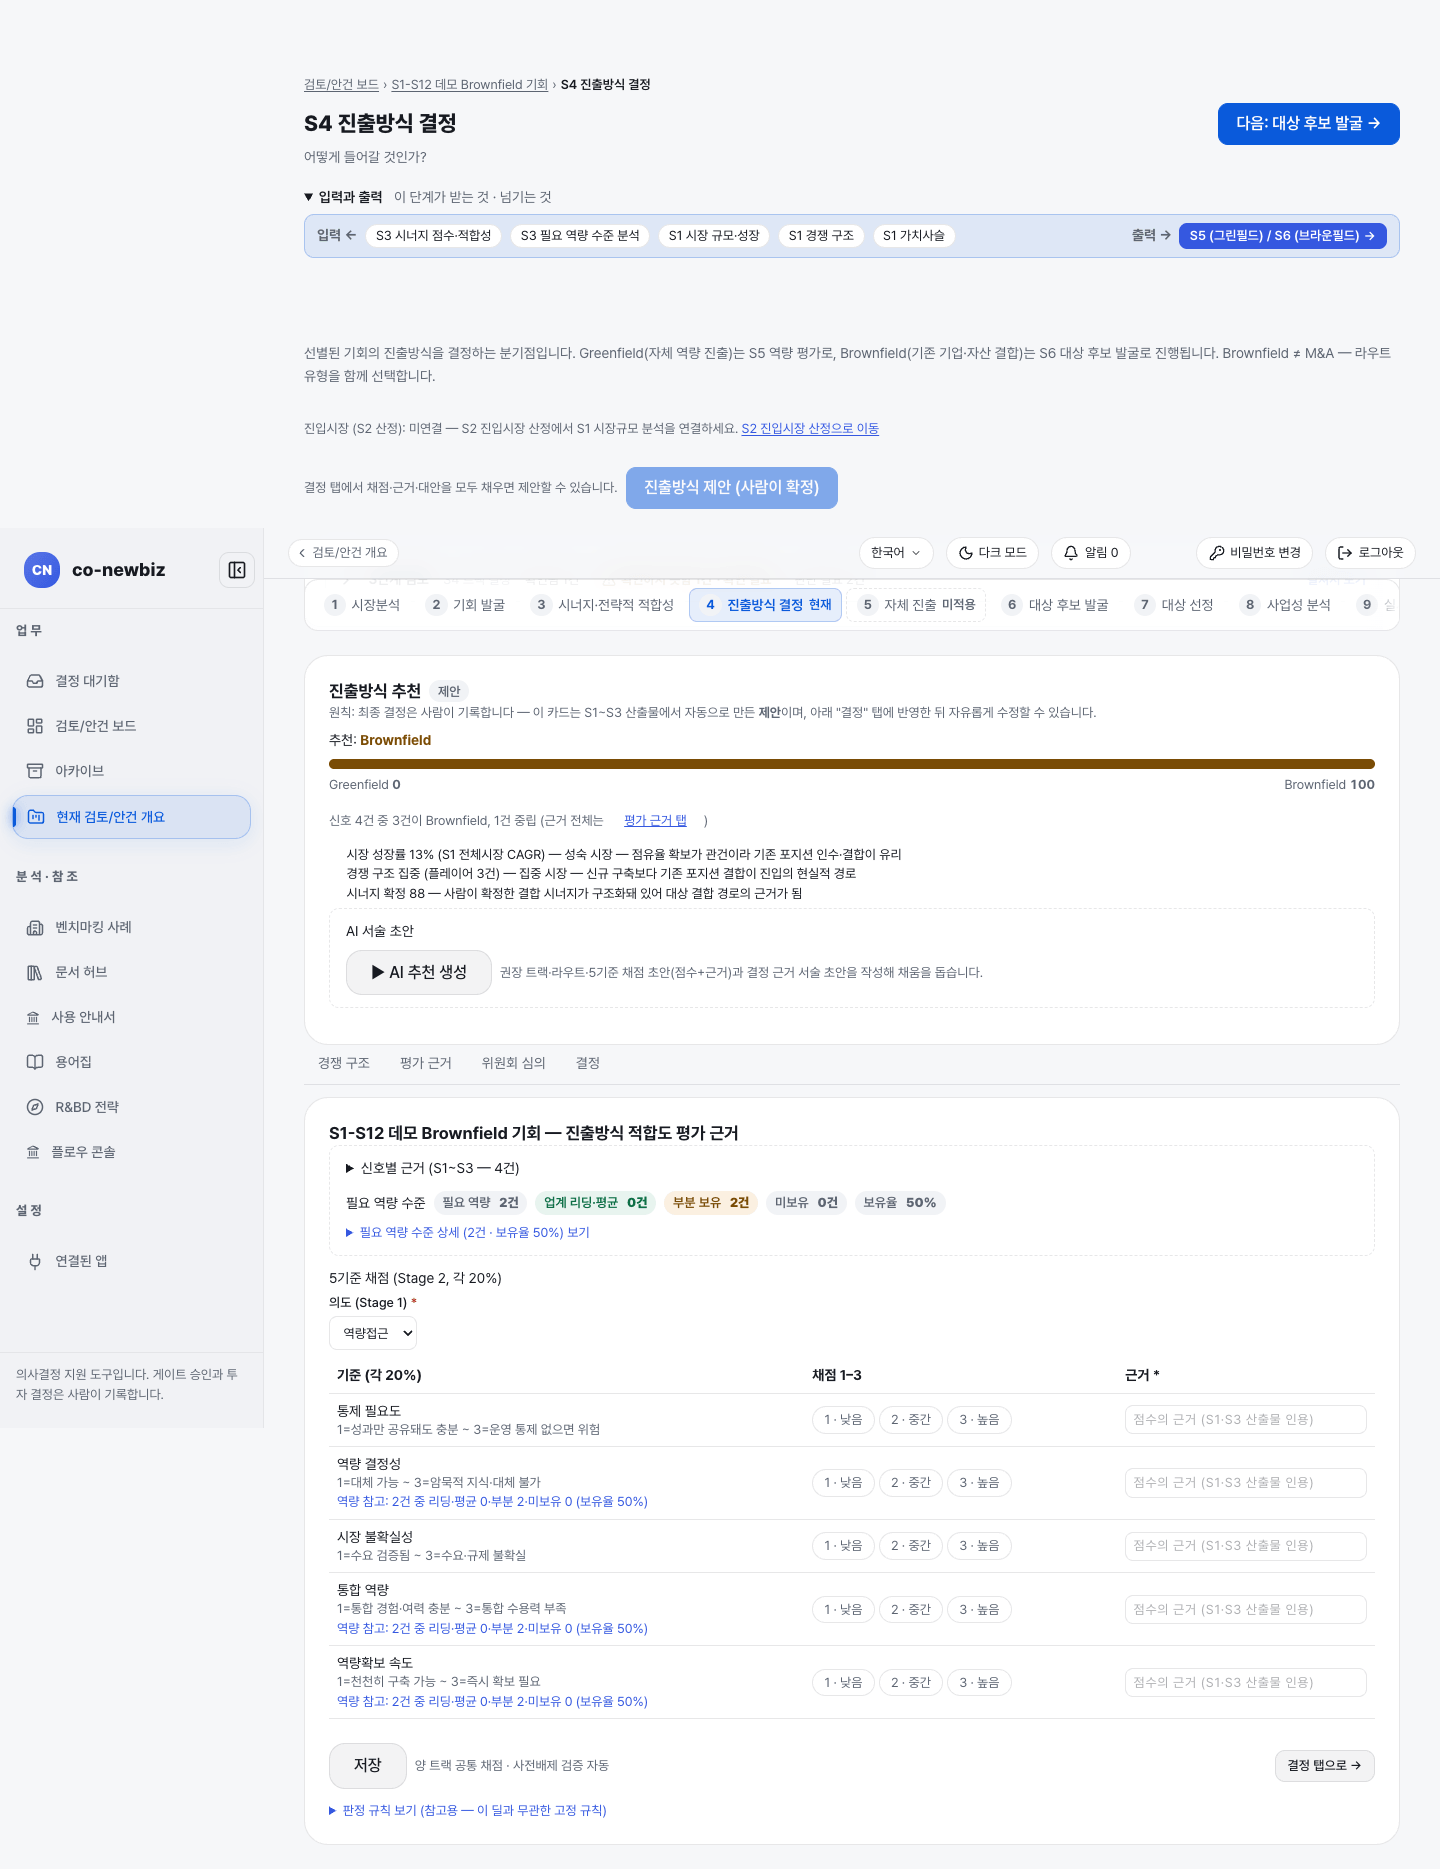 검토/안건 보드 › S1-S12 데모 Brownfield 기회 › S4 진출방식 결정
S4 진출방식 결정
다음: 대상 후보 발굴 →
어떻게 들어갈 것인가?
▼ 입력과 출력 이 단계가 받는 것 · 넘기는 것
입력 ← S3 시너지 점수·적합성 S3 필요 역량 수준 분석 S1 시장 규모·성장 S1 경쟁 구조 S1 가치사슬 출력 → S5 (그린필드) / S6 (브라운필드) →
선별된 기회의 진출방식을 결정하는 분기점입니다. Greenfield(자체 역량 진출)는 S5 역량 평가로, Brownfield(기존 기업·자산 결합)는 S6 대상 후보 발굴로 진행됩니다. Brownfield ≠ M&A — 라우트
유형을 함께 선택합니다.
진입시장 (S2 산정): 미연결 — S2 진입시장 산정에서 S1 시장규모 분석을 연결하세요. S2 진입시장 산정으로 이동
결정 탭에서 채점·근거·대안을 모두 채우면 제안할 수 있습니다. 진출방식 제안 (사람이 확정)
CN co-newbiz
‹ 검토/안건 개요 한국어 다크 모드 알림 0 비밀번호 변경 로그아웃
1 시장분석 2 기회 발굴 3 시너지·전략적 적합성 4 진출방식 결정 현재 5 자체 진출 미적용 6 대상 후보 발굴 7 대상 선정 8 사업성 분석 9
업무
결정 대기함
검토/안건 보드
아카이브
현재 검토/안건 개요
분석·참조
벤치마킹 사례
문서 허브
사용 안내서
용어집
R&BD 전략
플로우 콘솔
설정
연결된 앱
의사결정 지원 도구입니다. 게이트 승인과 투
자 결정은 사람이 기록합니다.
진출방식 추천 제안
원칙: 최종 결정은 사람이 기록합니다 — 이 카드는 S1~S3 산출물에서 자동으로 만든 제안이며, 아래 "결정" 탭에 반영한 뒤 자유롭게 수정할 수 있습니다.
추천: Brownfield
Greenfield 0 Brownfield 100
신호 4건 중 3건이 Brownfield, 1건 중립 (근거 전체는 평가 근거 탭 )
시장 성장률 13% (S1 전체시장 CAGR) — 성숙 시장 — 점유율 확보가 관건이라 기존 포지션 인수·결합이 유리
경쟁 구조 집중 (플레이어 3건) — 집중 시장 — 신규 구축보다 기존 포지션 결합이 진입의 현실적 경로
시너지 확정 88 — 사람이 확정한 결합 시너지가 구조화돼 있어 대상 결합 경로의 근거가 됨
AI 서술 초안
▶ AI 추천 생성 권장 트랙·라우트·5기준 채점 초안(점수+근거)과 결정 근거 서술 초안을 작성해 채움을 돕습니다.
경쟁 구조 평가 근거 위원회 심의 결정
S1-S12 데모 Brownfield 기회 — 진출방식 적합도 평가 근거
▶ 신호별 근거 (S1~S3 — 4건)
필요 역량 수준 필요 역량 2건 업계 리딩·평균 0건 부분 보유 2건 미보유 0건 보유율 50%
▶ 필요 역량 수준 상세 (2건 · 보유율 50%) 보기
5기준 채점 (Stage 2, 각 20%)
의도 (Stage 1) *
역량접근
기준 (각 20%) 채점 1–3 근거 *
통제 필요도
1=성과만 공유돼도 충분 ~ 3=운영 통제 없으면 위험
1 · 낮음 2 · 중간 3 · 높음 점수의 근거 (S1·S3 산출물 인용)
역량 결정성
1=대체 가능 ~ 3=암묵적 지식·대체 불가
역량 참고: 2건 중 리딩·평균 0·부분 2·미보유 0 (보유율 50%)
1 · 낮음 2 · 중간 3 · 높음 점수의 근거 (S1·S3 산출물 인용)
시장 불확실성
1=수요 검증됨 ~ 3=수요·규제 불확실
1 · 낮음 2 · 중간 3 · 높음 점수의 근거 (S1·S3 산출물 인용)
통합 역량
1=통합 경험·여력 충분 ~ 3=통합 수용력 부족
역량 참고: 2건 중 리딩·평균 0·부분 2·미보유 0 (보유율 50%)
1 · 낮음 2 · 중간 3 · 높음 점수의 근거 (S1·S3 산출물 인용)
역량확보 속도
1=천천히 구축 가능 ~ 3=즉시 확보 필요
역량 참고: 2건 중 리딩·평균 0·부분 2·미보유 0 (보유율 50%)
1 · 낮음 2 · 중간 3 · 높음 점수의 근거 (S1·S3 산출물 인용)
저장 양 트랙 공통 채점 · 사전배제 검증 자동 결정 탭으로 →
▶ 판정 규칙 보기 (참고용 — 이 딜과 무관한 고정 규칙)